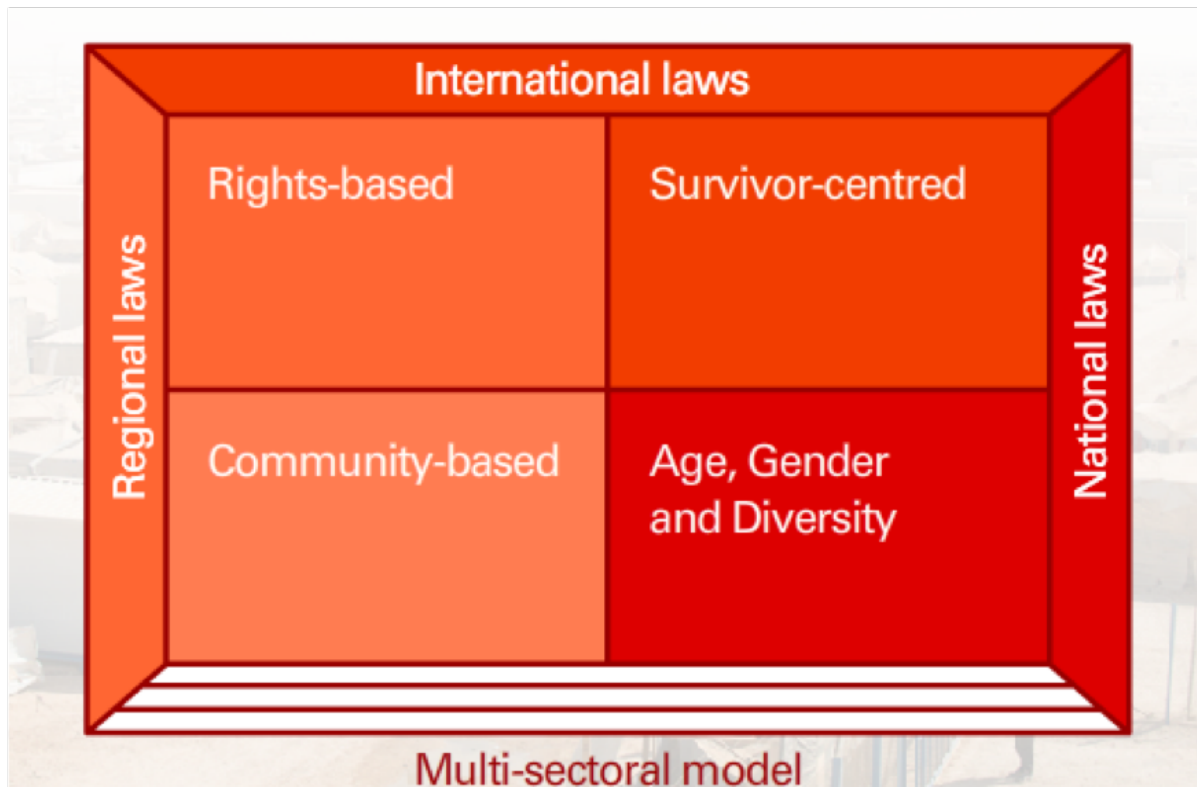 International laws
Regional laws
Rights-based
Survivor-centred
National laws
Community-based
Age, Gender
and Diversity
Multi-sectoral model